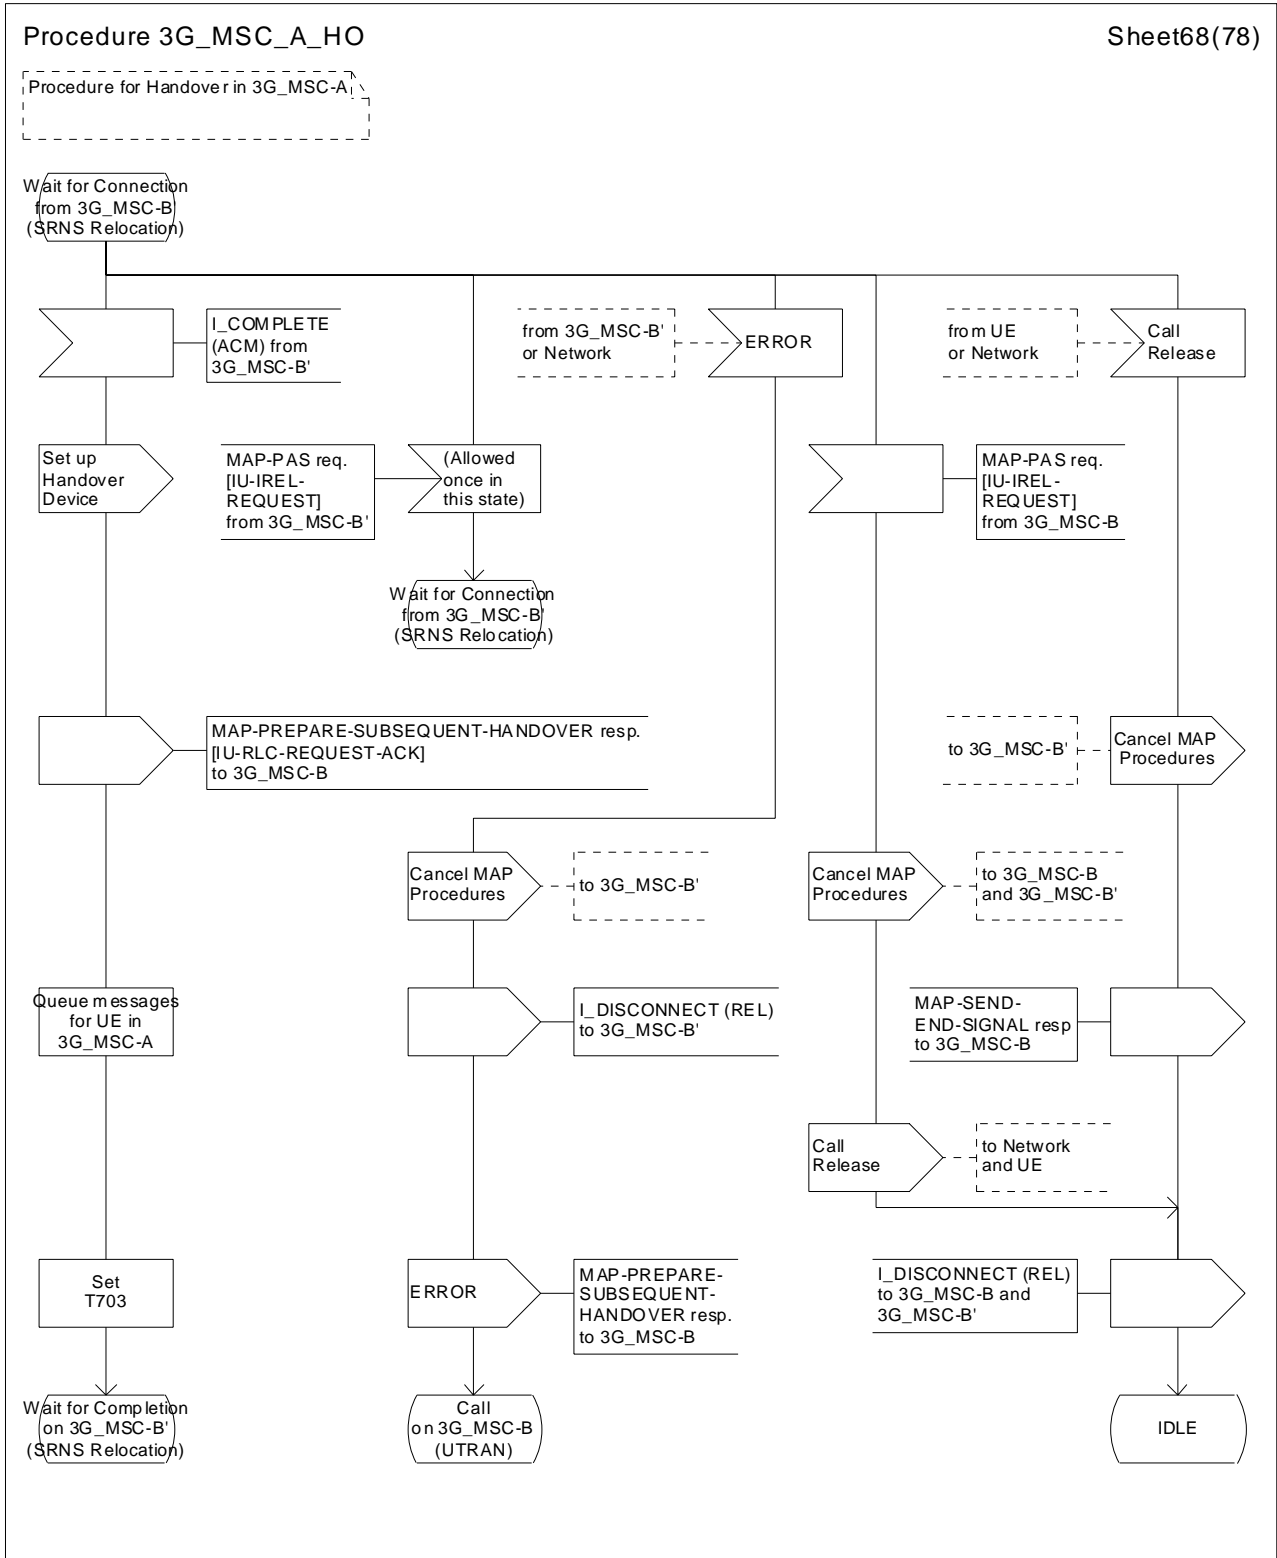 Procedure 3G_MSC_A_HO
Sheet68(78)
Procedure for Handover in 3G_MSC-A
Wait for Connection
from 3G_MSC-B'
(SRNS Relocation)
I_COMPLETE
(ACM) from
3G_MSC-B'
from 3G_MSC-B'
or Network
ERROR
from UE
or Network
Call
Release
Set up
Handover
Device
MAP-PAS req.
[IU-IREL-
REQUEST]
from 3G_MSC-B'
(Allowed
once in
this state)
MAP-PAS req.
[IU-IREL-
REQUEST]
from 3G_MSC-B
Wait for Connection
from 3G_MSC-B'
(SRNS Relocation)
MAP-PREPARE-SUBSEQUENT-HANDOVER resp.
[IU-RLC-REQUEST-ACK]
to 3G_MSC-B
to 3G_MSC-B'
Cancel MAP
Procedures
Cancel MAP
Procedures
to 3G_MSC-B'
Cancel MAP
Procedures
to 3G_MSC-B
and 3G_MSC-B'
Queue messages
for UE in
3G_MSC-A
I_DISCONNECT (REL)
to 3G_MSC-B'
MAP-SEND-
END-SIGNAL resp
to 3G_MSC-B
Call
Release
to Network
and UE
Set
T703
ERROR
MAP-PREPARE-
SUBSEQUENT-
HANDOVER resp.
to 3G_MSC-B
I_DISCONNECT (REL)
to 3G_MSC-B and
3G_MSC-B'
Wait for Completion
on 3G_MSC-B'
(SRNS Relocation)
Call
on 3G_MSC-B
(UTRAN)
IDLE